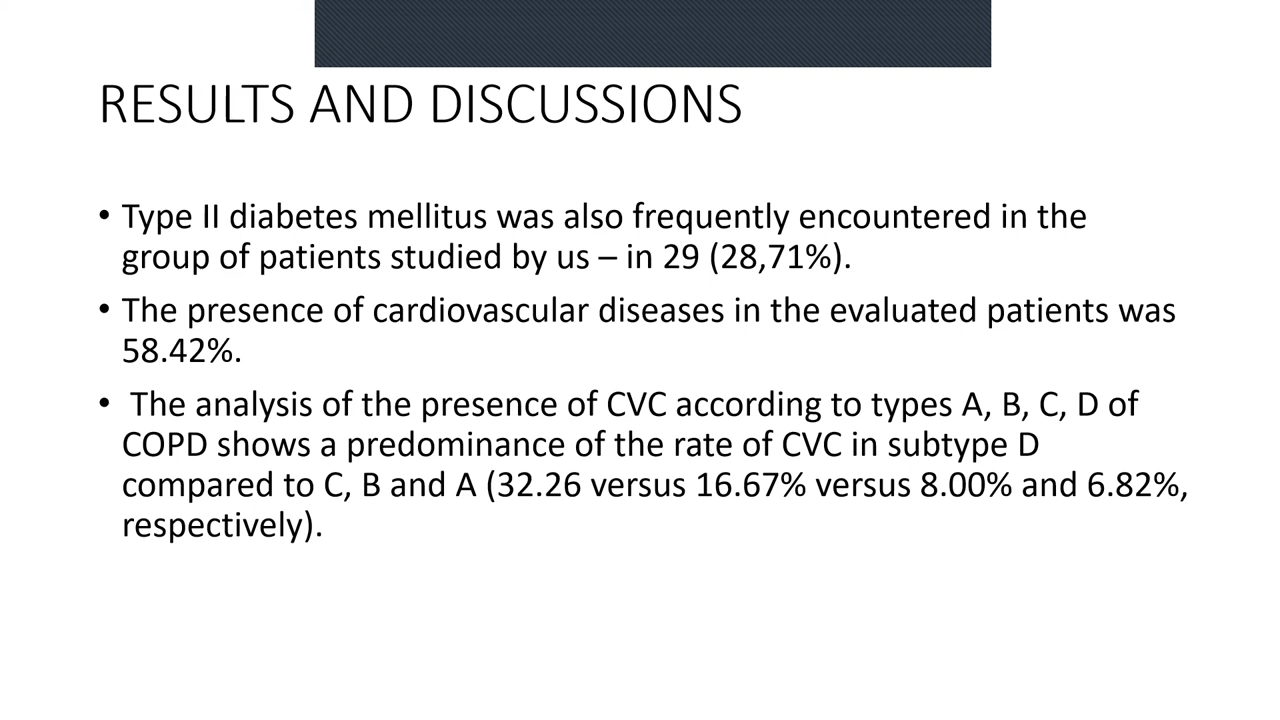 RESULTS AND DISCUSSIONS
• Type II diabetes mellitus was also frequently encountered in the
group of patients studied by us – in 29 (28,71%).
• The presence of cardiovascular diseases in the evaluated patients was
58.42%.
• The analysis of the presence of CVC according to types A, B, C, D of
COPD shows a predominance of the rate of CVC in subtype D
compared to C, B and A (32.26 versus 16.67% versus 8.00% and 6.82%,
respectively).